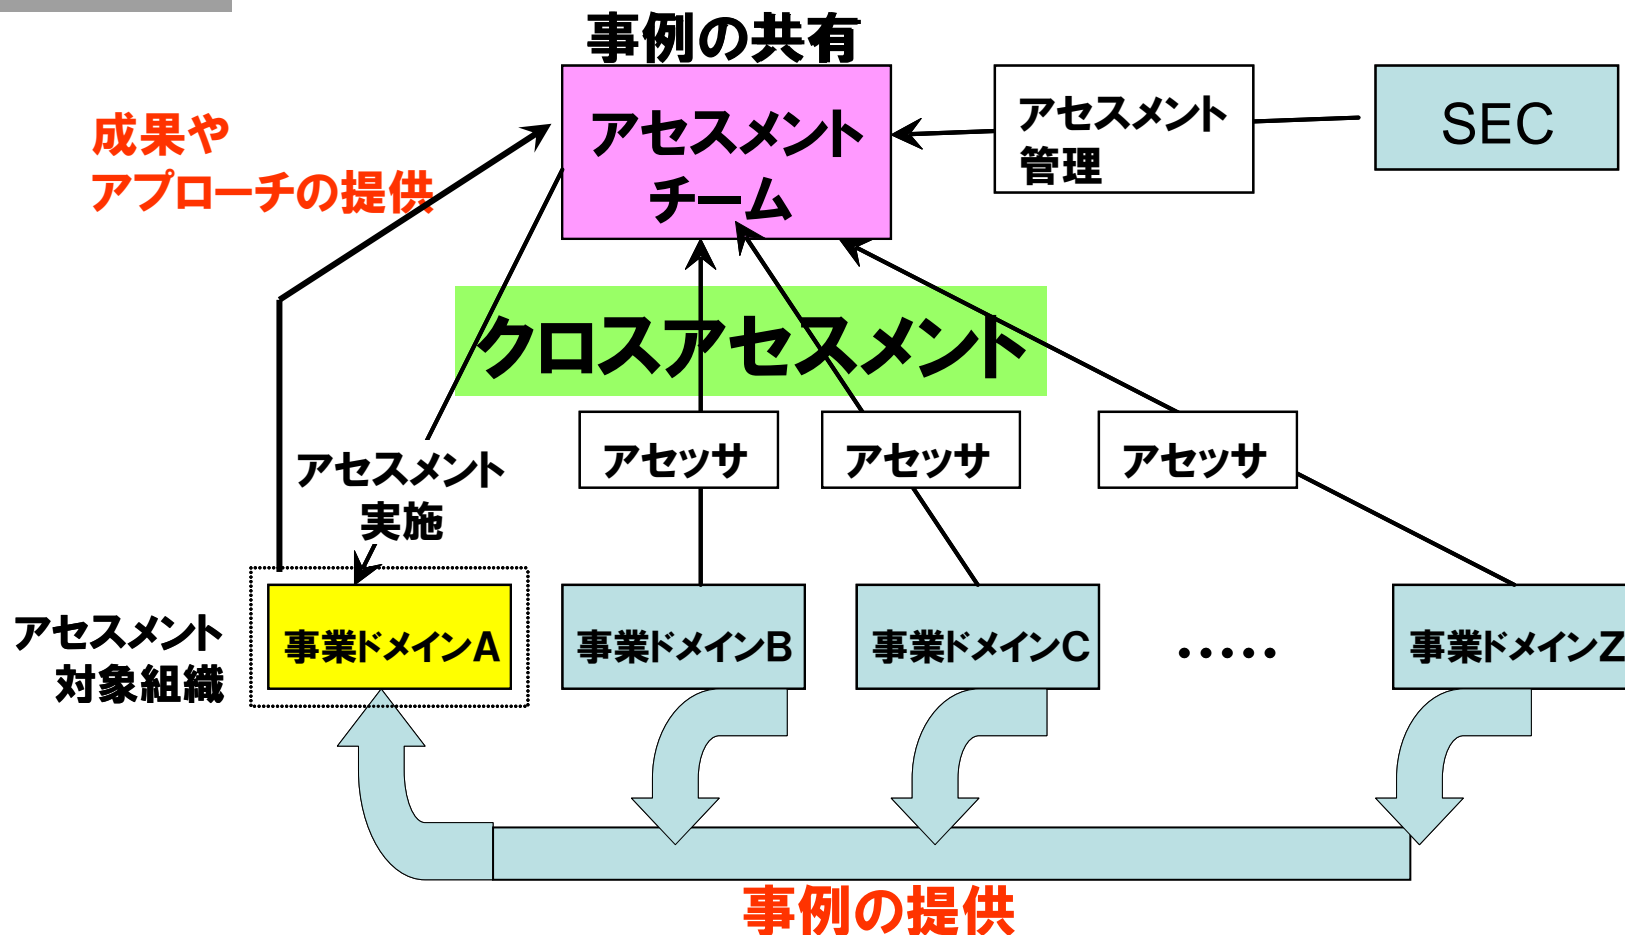 事例の共有
アセスメント
チーム
アセスメント
管理
SEC
成果や
アプローチの提供
クロスアセスメント
アセスメント
実施
アセッサ
アセッサ
アセッサ
アセスメント
対象組織
事業ドメインA
事業ドメインB
事業ドメインC
・・・・・
事業ドメインZ
事例の提供